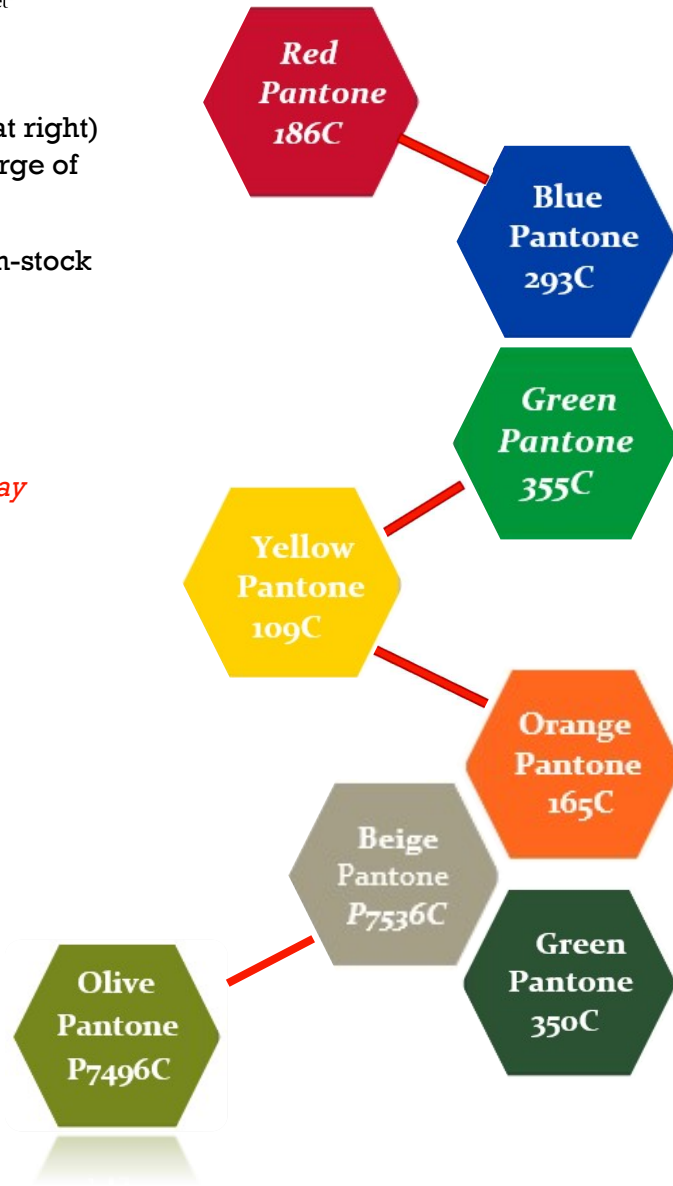 Red
Pantone
186C
at right)
rge of
Blue
Pantone
293C
n-stock
Green
Pantone
355C
ay
Yellow
Pantone
109C
Orange
Pantone
165C
Beige
Pantone
P7536C
Green
Pantone
350C
Olive
Pantone
P7496C